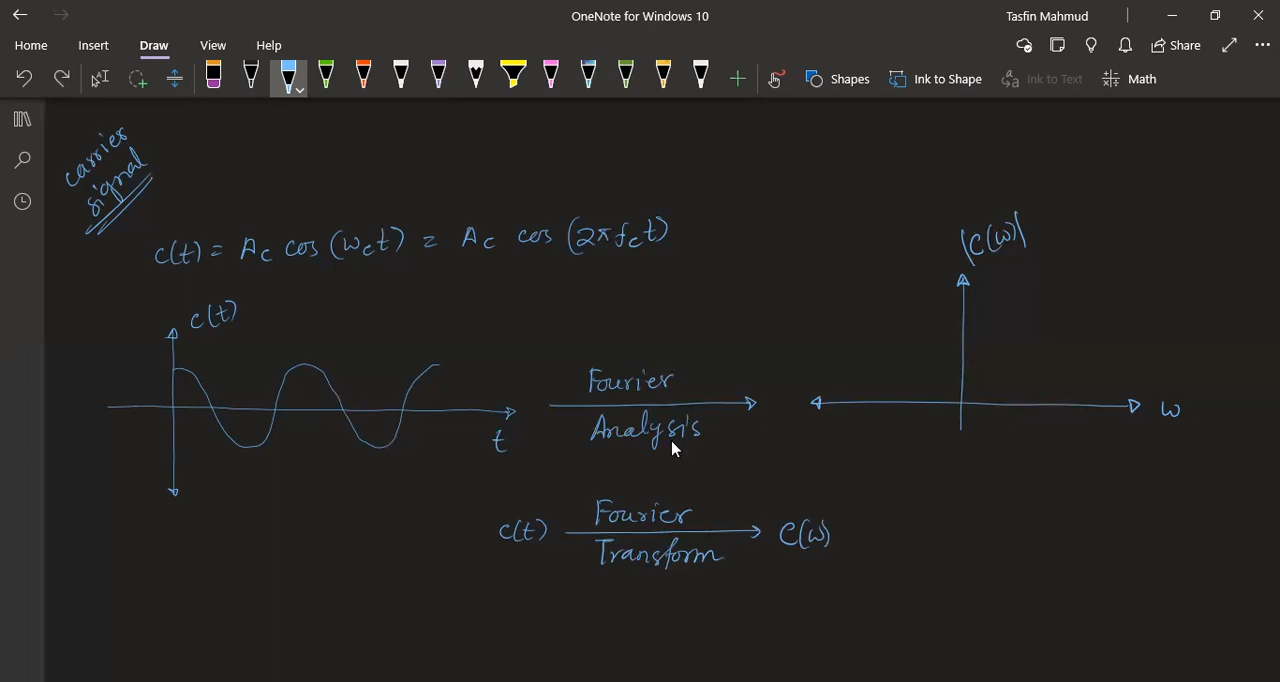 OneNote for Windows 10
Tasfin Mahmud
Home Insert Draw View Help
Share
Shapes Ink to Shape Ink to Text Math
carrier
signal
c(t) = Ac cos (ωct) = Ac cos (2πfct)
|C(ω)|
c(t)
Fourier
Analysis
t
ω
Fourier
c(t) C(ω)
Transform